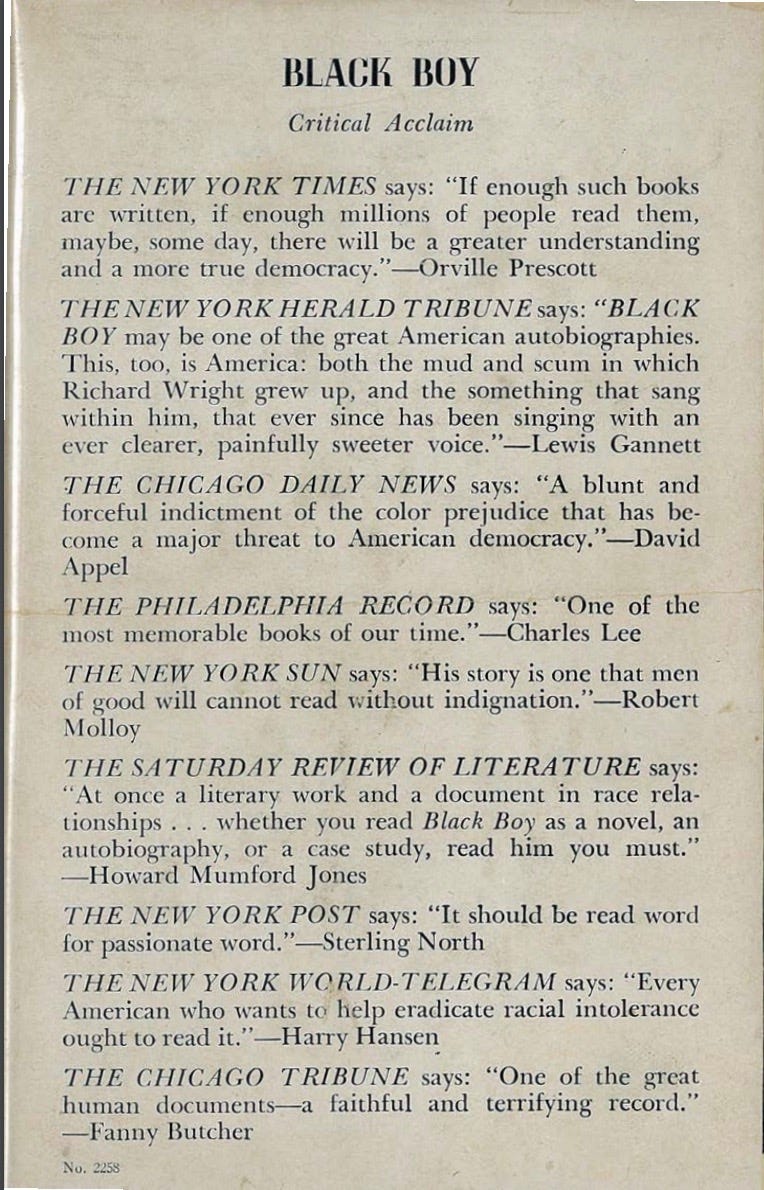 BLACK BOY
Critical Acclaim
THE NEW YORK TIMES says: “If enough such books
are written, if enough millions of people read them,
maybe, some day, there will be a greater understanding
and a more true democracy.”—Orville Prescott
THE NEW YORK HERALD TRIBUNE says: “BLACK
BOY may be one of the great American autobiographies.
This, too, is America: both the mud and scum in which
Richard Wright grew up, and the something that sang
within him, that ever since has been singing with an
ever clearer, painfully sweeter voice.”—Lewis Gannett
THE CHICAGO DAILY NEWS says: “A blunt and
forceful indictment of the color prejudice that has be-
come a major threat to American democracy.”—David
Appel
THE PHILADELPHIA RECORD says: “One of the
most memorable books of our time.”—Charles Lee
THE NEW YORK SUN says: “His story is one that men
of good will cannot read without indignation.”—Robert
Molloy
THE SATURDAY REVIEW OF LITERATURE says:
“At once a literary work and a document in race rela-
tionships . . . whether you read Black Boy as a novel, an
autobiography, or a case study, read him you must.”
—Howard Mumford Jones
THE NEW YORK POST says: “It should be read word
for passionate word.”—Sterling North
THE NEW YORK WORLD-TELEGRAM says: “Every
American who wants to help eradicate racial intolerance
ought to read it.”—Harry Hansen
THE CHICAGO TRIBUNE says: “One of the great
human documents—a faithful and terrifying record.”
—Fanny Butcher
No. 2258